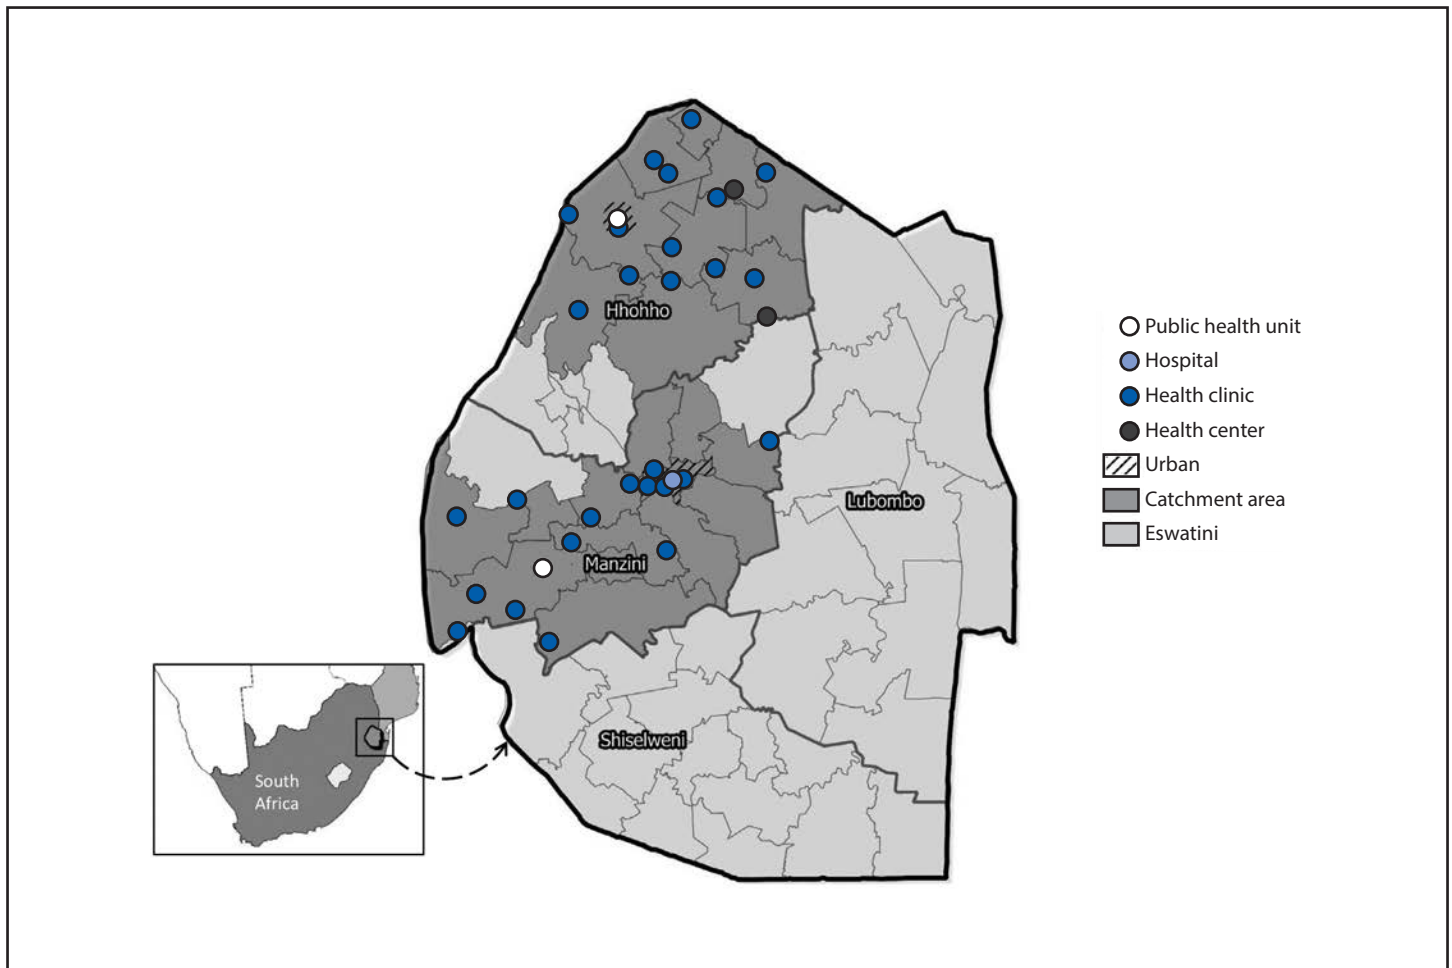 Hhohho
Manzini
Lubombo
Shiselweni
South
Africa
Public health unit
Hospital
Health clinic
Health center
Urban
Catchment area
Eswatini